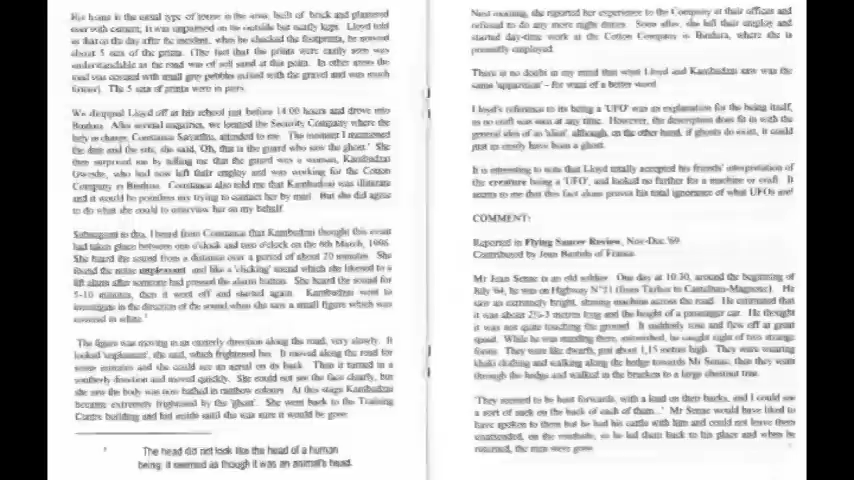 His home is the usual type of house in the area, built of brick and plastered
over with cement; it was unpainted on the outside but neatly kept. Lloyd told
us that on the day after the incident, when he checked the footprints, he noticed
about 5 sets of the prints. (The fact that the prints were easily seen was
understandable as the road was of soft sand at this point. In other areas the
road was covered with small grey pebbles mixed with the gravel and was much
firmer). The 5 sets of prints were in pairs.
We dropped Lloyd off at his school just before 14.00 hours and drove into
Bindura. After several enquiries, we located the Security Company where the
lady in charge, Constance attended to me. The moment I mentioned
the date and the site, she said, 'Oh, that is the guard who saw the ghost.' She
then surprised me by telling me that the guard was a woman, Kambudzai
who had now left their employ and was working for the Cotton
Company in Bindura. Constance also told me that Kambudzai was illiterate
and it would be pointless my trying to contact her by mail. But she did agree
to do what she could to interview her on my behalf.
Subsequent to this, I heard from Constance that Kambudzai thought this event
had taken place between one o'clock and two o'clock on the 6th March, 1996.
She heard the sound from a distance over a period of about 20 minutes. She
found the noise unpleasant and like a 'clicking' sound which she likened to a
lift alarm after someone had pressed the alarm button. She heard the sound for
5-10 minutes, then it went off and started again. Kambudzai went to
investigate in the direction of the sound when she saw a small figure which was
covered in white.
The figure was moving in an easterly direction along the road, very slowly. It
looked 'unpleasant', she said, which frightened her. It moved along the road for
some minutes and she could see an aerial on its back. Then it turned in a
southerly direction and moved quickly. She could not see the face clearly, but
she saw the body was now bathed in rainbow colours. At this stage Kambudzai
became extremely frightened by the 'ghost'. She went back to the Training
Centre building and hid inside until she was sure it would be gone.
The head did not look like the head of a human
being; it seemed as though it was an animal's head.
Next morning, she reported her experience to the Company at their offices and
refused to do any more night duties. Soon after, she left their employ and
started day-time work at the Cotton Company in Bindura, where she is
presently employed.
There is no doubt in my mind that what Lloyd and Kambudzai saw was the
same 'apparition' - for want of a better word.
Lloyd's reference to its being a 'UFO' was an explanation for the being itself,
as no craft was seen at any time. However, the description does fit in with the
general idea of an 'alien' although, on the other hand, if ghosts do exist, it could
just as easily have been a ghost.
It is interesting to note that Lloyd totally accepted his friends' interpretation of
the creature being a 'UFO', and looked no further for a machine or craft. It
seems to me that this fact alone proves his total ignorance of what UFOs are!
COMMENT:
Reported in Flying Saucer Review, Nov-Dec '69.
Contributed by Jean Bastide of France.
Mr Jean Senac is an old soldier. One day at 10.30, around the beginning of
July '64, he was on Highway N°21 (from Tarbes to Castelnau-Magnoac). He
saw an extremely bright, shining machine across the road. He estimated that
it was about 2½-3 metres long and the height of a passenger car. He thought
it was not quite touching the ground. It suddenly rose and flew off at great
speed. While he was standing there, astonished, he caught sight of two strange
forms. They were like dwarfs, just about 1,15 metres high. They were wearing
khaki clothing and walking along the hedge towards Mr Senac, then they went
through the hedge and walked in the bracken to a large chestnut tree.
'They seemed to be bent forwards, with a load on their backs, and I could see
a sort of sack on the back of each of them...' Mr Senac would have liked to
have spoken to them but he had his cattle with him and could not leave them
unattended, on the roadside, so he led them back to his place and when he
returned, the men were gone.